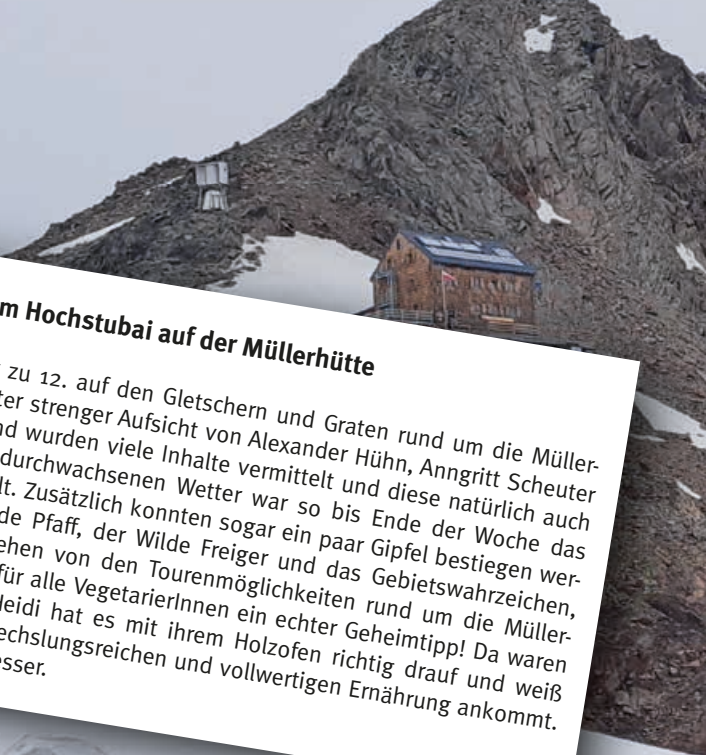 m Hochstubai auf der Müllerhütte
zu 12. auf den Gletschern und Graten rund um die Müller-
ter strenger Aufsicht von Alexander Hühn, Anngritt Scheuter
nd wurden viele Inhalte vermittelt und diese natürlich auch
durchwachsenen Wetter war so bis Ende der Woche das
lt. Zusätzlich konnten sogar ein paar Gipfel bestiegen wer-
de Pfaff, der Wilde Freiger und das Gebietswahrzeichen,
ehen von den Tourenmöglichkeiten rund um die Müller-
für alle VegetarierInnen ein echter Geheimtipp! Da waren
Heidi hat es mit ihrem Holzofen richtig drauf und weiß
echslungsreichen und vollwertigen Ernährung ankommt.
sser.